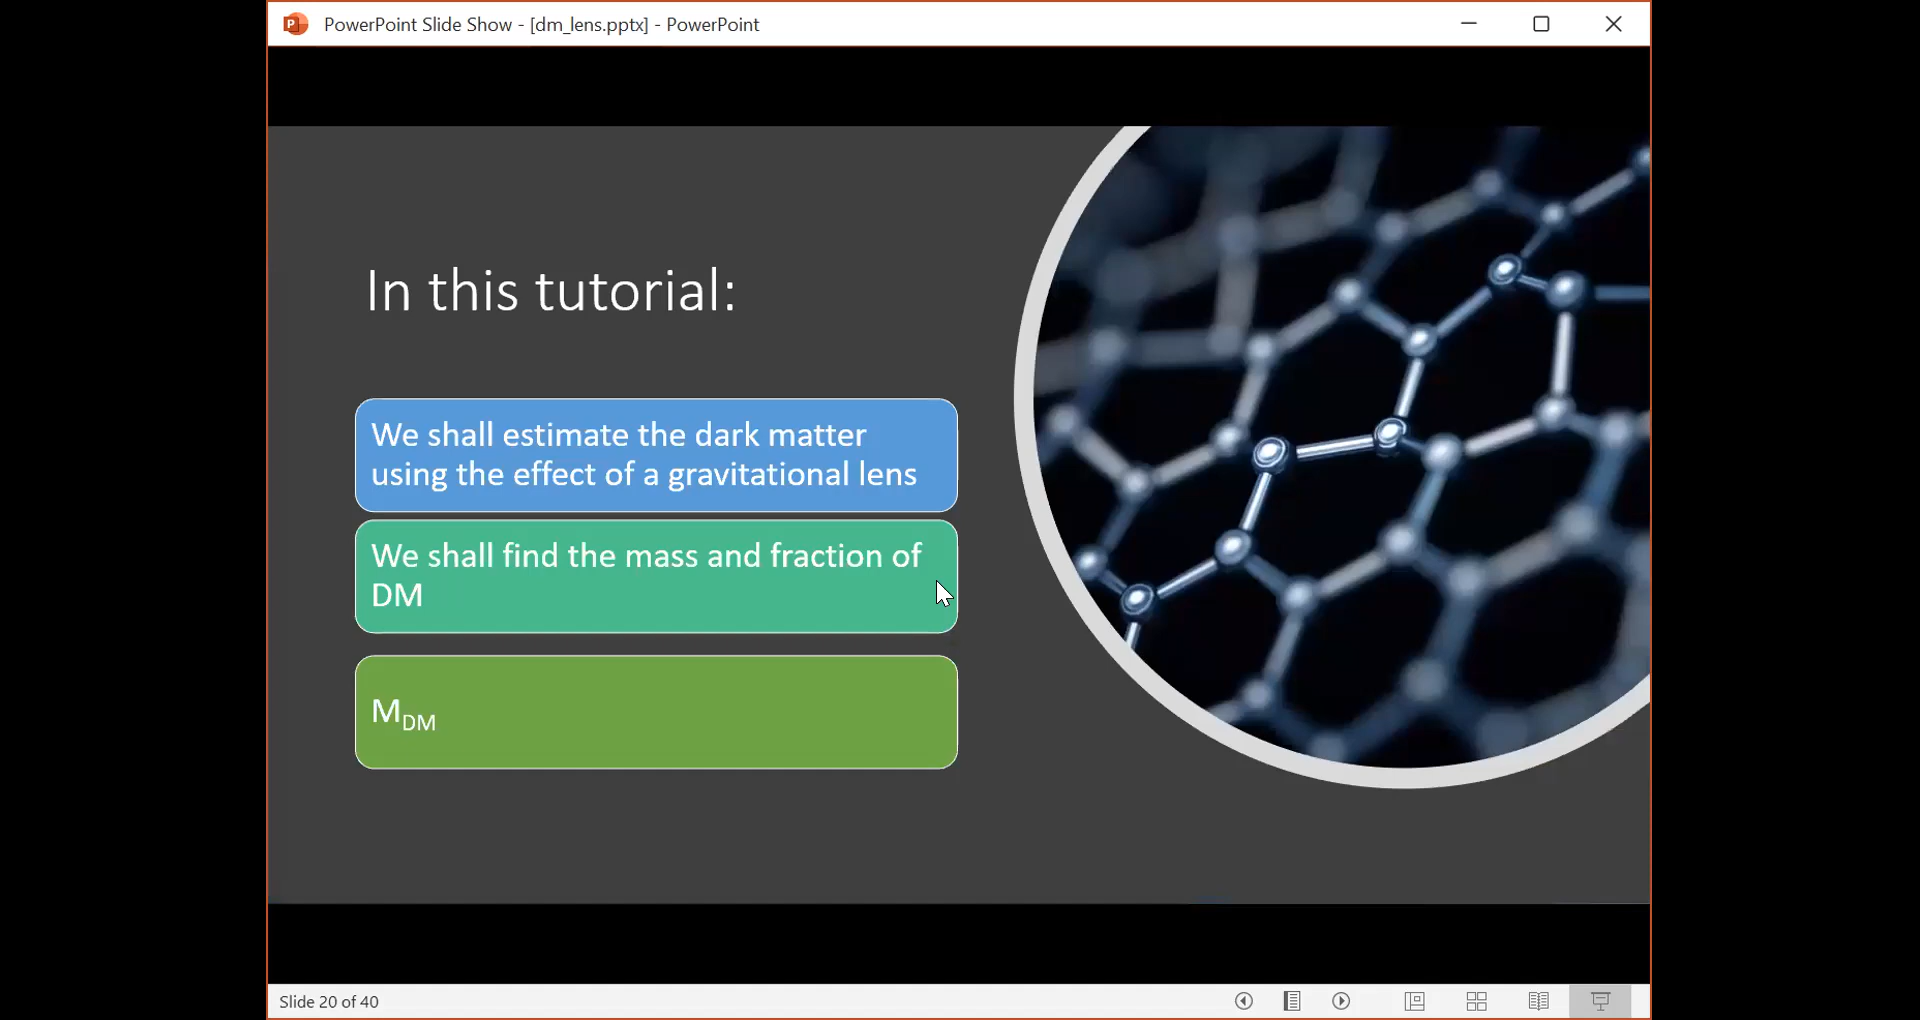 PowerPoint Slide Show - [dm_lens.pptx] - PowerPoint
In this tutorial:
We shall estimate the dark matter
using the effect of a gravitational lens
We shall find the mass and fraction of
DM
M_DM
Slide 20 of 40